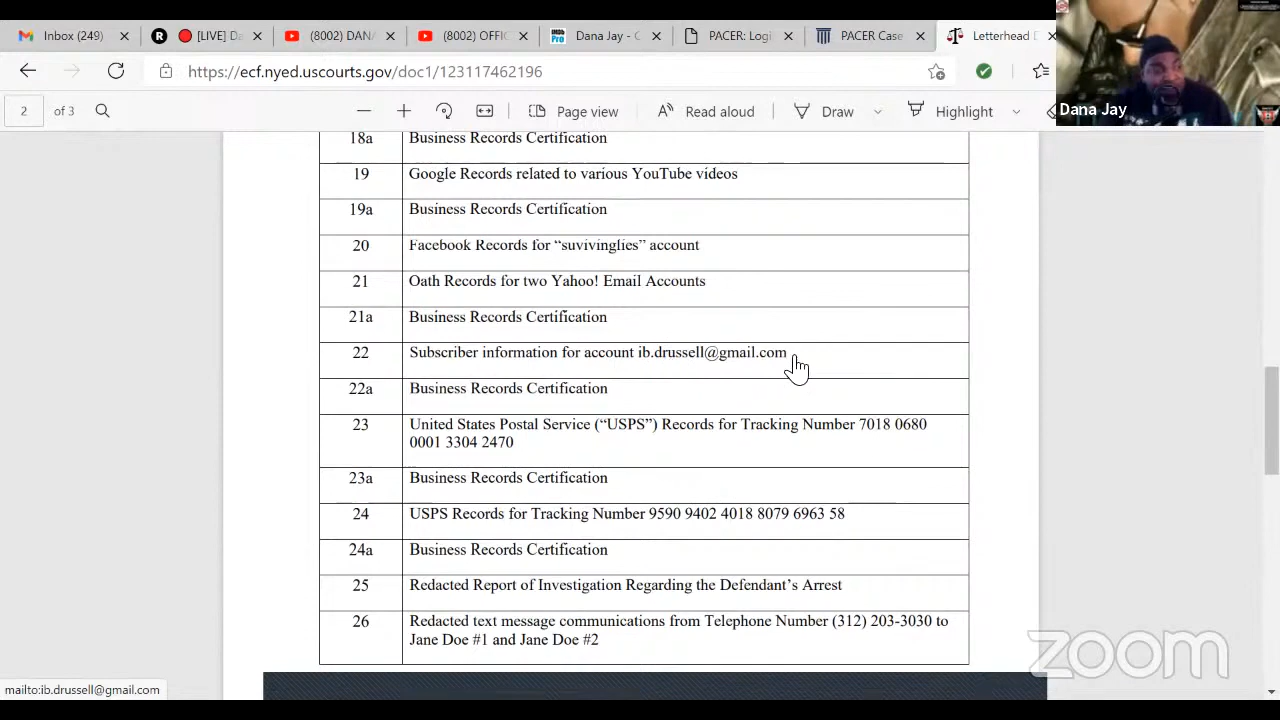 Inbox (249)
[LIVE] Da
(8002) DANA
(8002) OFFIC
IMDb Pro
Dana Jay - C
PACER: Logi
PACER Case
Letterhead D
https://ecf.nyed.uscourts.gov/doc1/123117462196
2 of 3
Page view
Read aloud
Draw
Highlight
Dana Jay
18a Business Records Certification
19 Google Records related to various YouTube videos
19a Business Records Certification
20 Facebook Records for “suvivinglies” account
21 Oath Records for two Yahoo! Email Accounts
21a Business Records Certification
22 Subscriber information for account ib.drussell@gmail.com
22a Business Records Certification
23 United States Postal Service (“USPS”) Records for Tracking Number 7018 0680
0001 3304 2470
23a Business Records Certification
24 USPS Records for Tracking Number 9590 9402 4018 8079 6963 58
24a Business Records Certification
25 Redacted Report of Investigation Regarding the Defendant’s Arrest
26 Redacted text message communications from Telephone Number (312) 203-3030 to
Jane Doe #1 and Jane Doe #2
zoom
mailto:ib.drussell@gmail.com